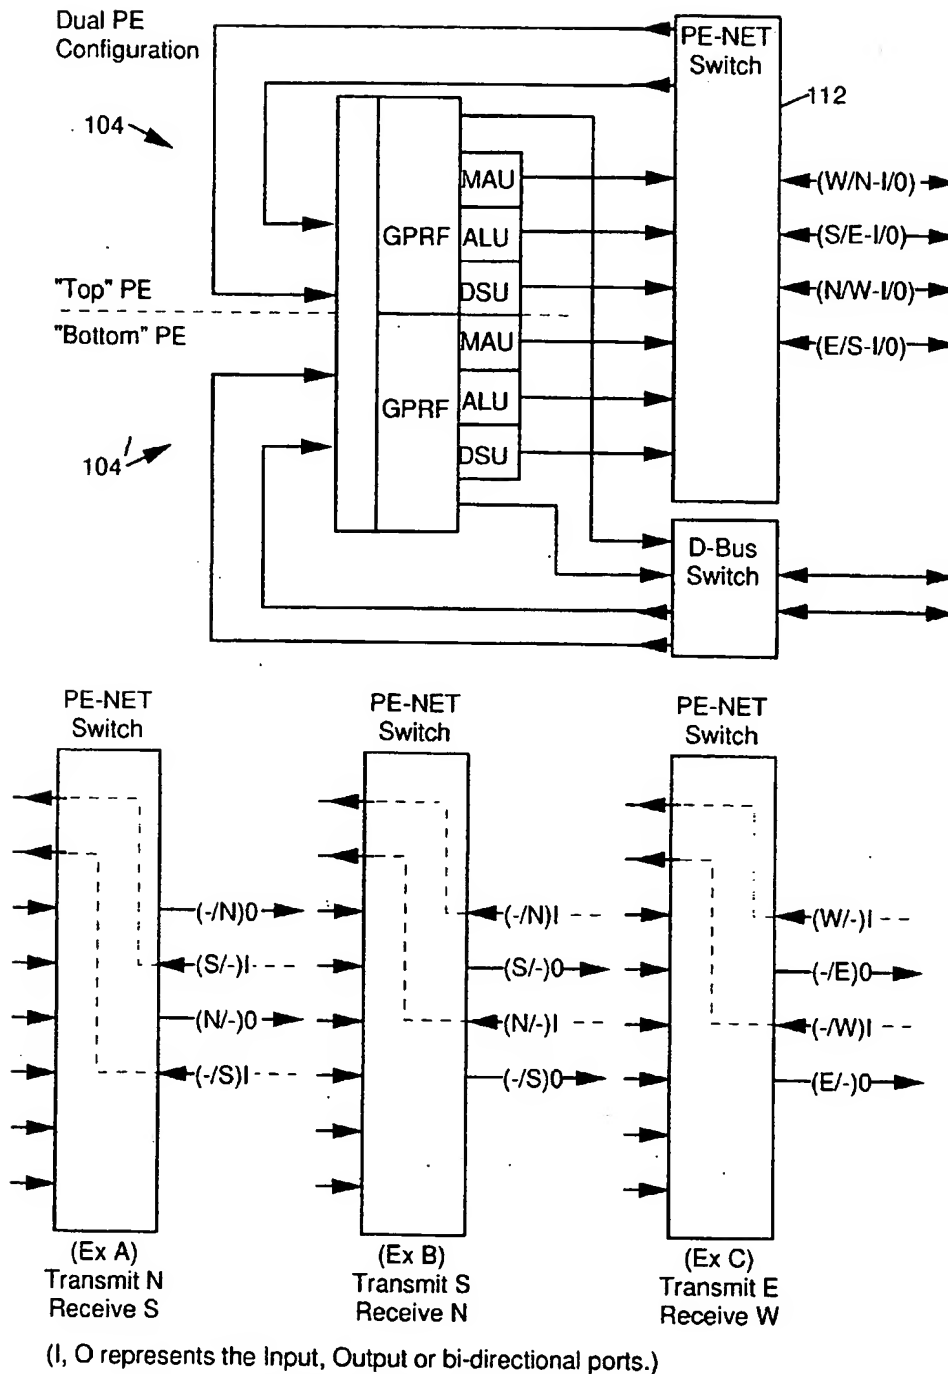 Dual PE
Configuration
PE-NET
Switch
112
104
MAU
(W/N-I/0)
GPRF
ALU
(S/E-I/0)
"Top" PE
DSU
(N/W-I/0)
"Bottom" PE
MAU
(E/S-I/0)
GPRF
ALU
104'
DSU
D-Bus
Switch
PE-NET
Switch
PE-NET
Switch
PE-NET
Switch
(-/N)0
(S/-)I
(N/-)0
(-/S)I
(-/N)I
(S/-)0
(N/-)I
(-/S)0
(W/-)I
(-/E)0
(-/W)I
(E/-)0
(Ex A)
Transmit N
Receive S
(Ex B)
Transmit S
Receive N
(Ex C)
Transmit E
Receive W
(I, O represents the Input, Output or bi-directional ports.)